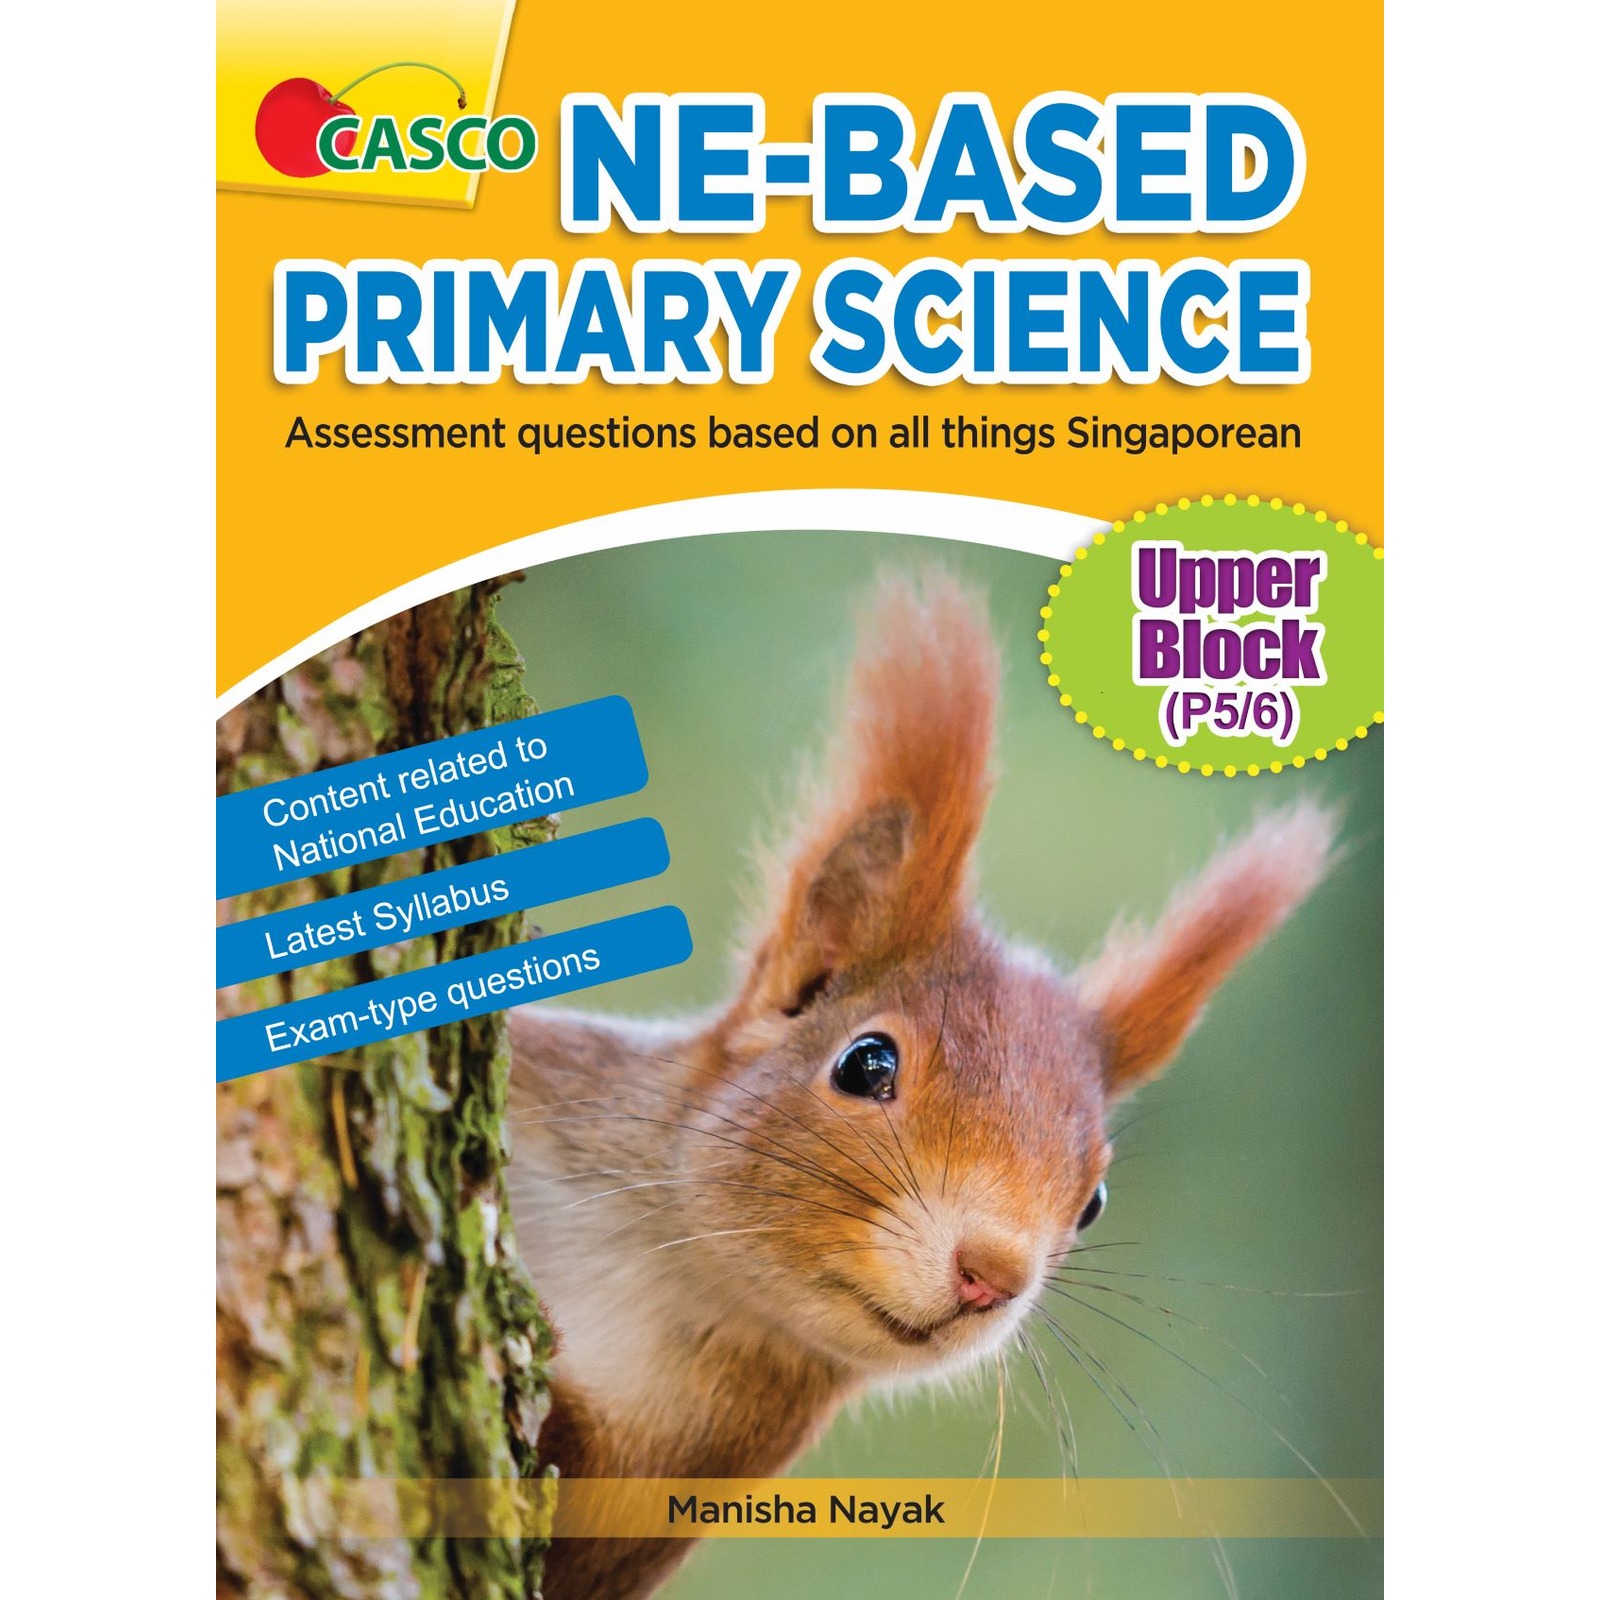 CASCO
NE-BASED
PRIMARY SCIENCE
Assessment questions based on all things Singaporean
Upper
Block
(P5/6)
Content related to
National Education
Latest Syllabus
Exam-type questions
Manisha Nayak